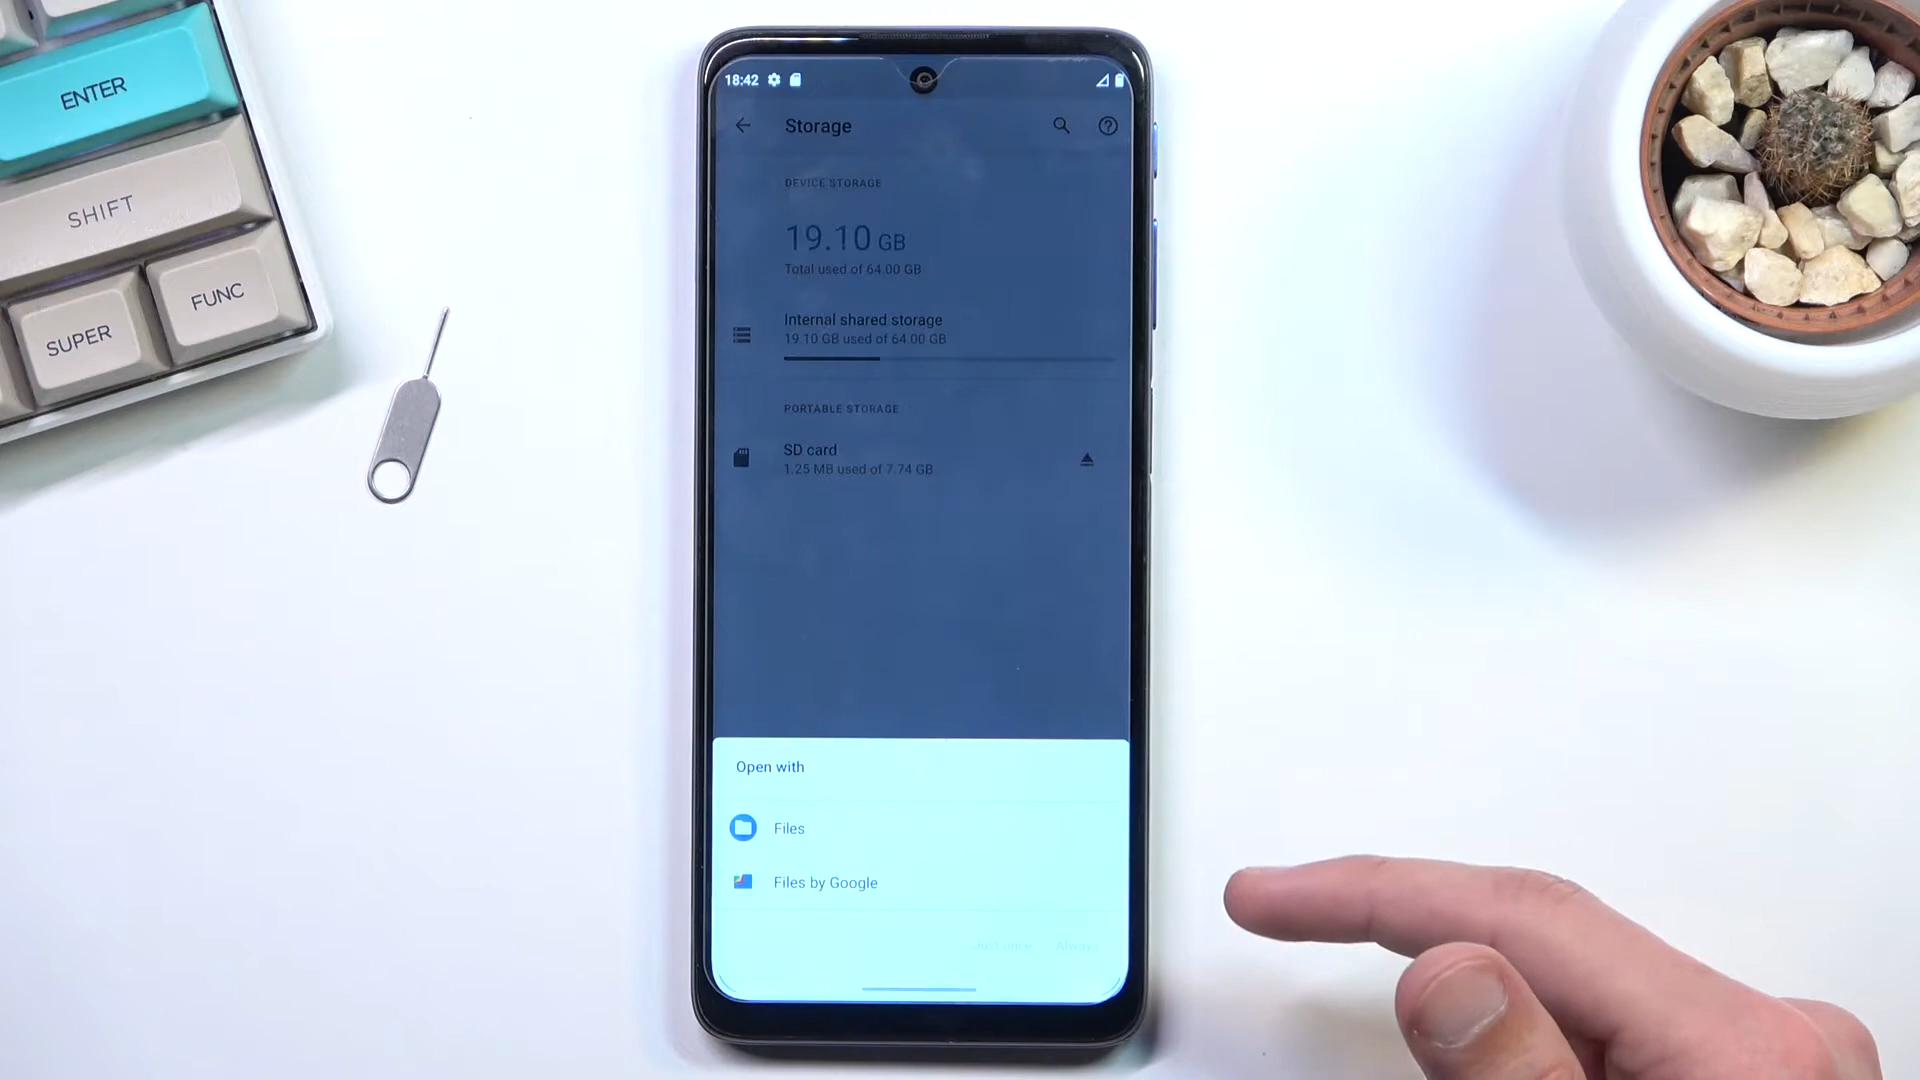 ENTER
SHIFT
SUPER
FUNC
18:42
Storage
DEVICE STORAGE
19.10 GB
Total used of 64.00 GB
Internal shared storage
19.10 GB used of 64.00 GB
PORTABLE STORAGE
SD card
1.25 MB used of 7.74 GB
Open with
Files
Files by Google
Just once Always